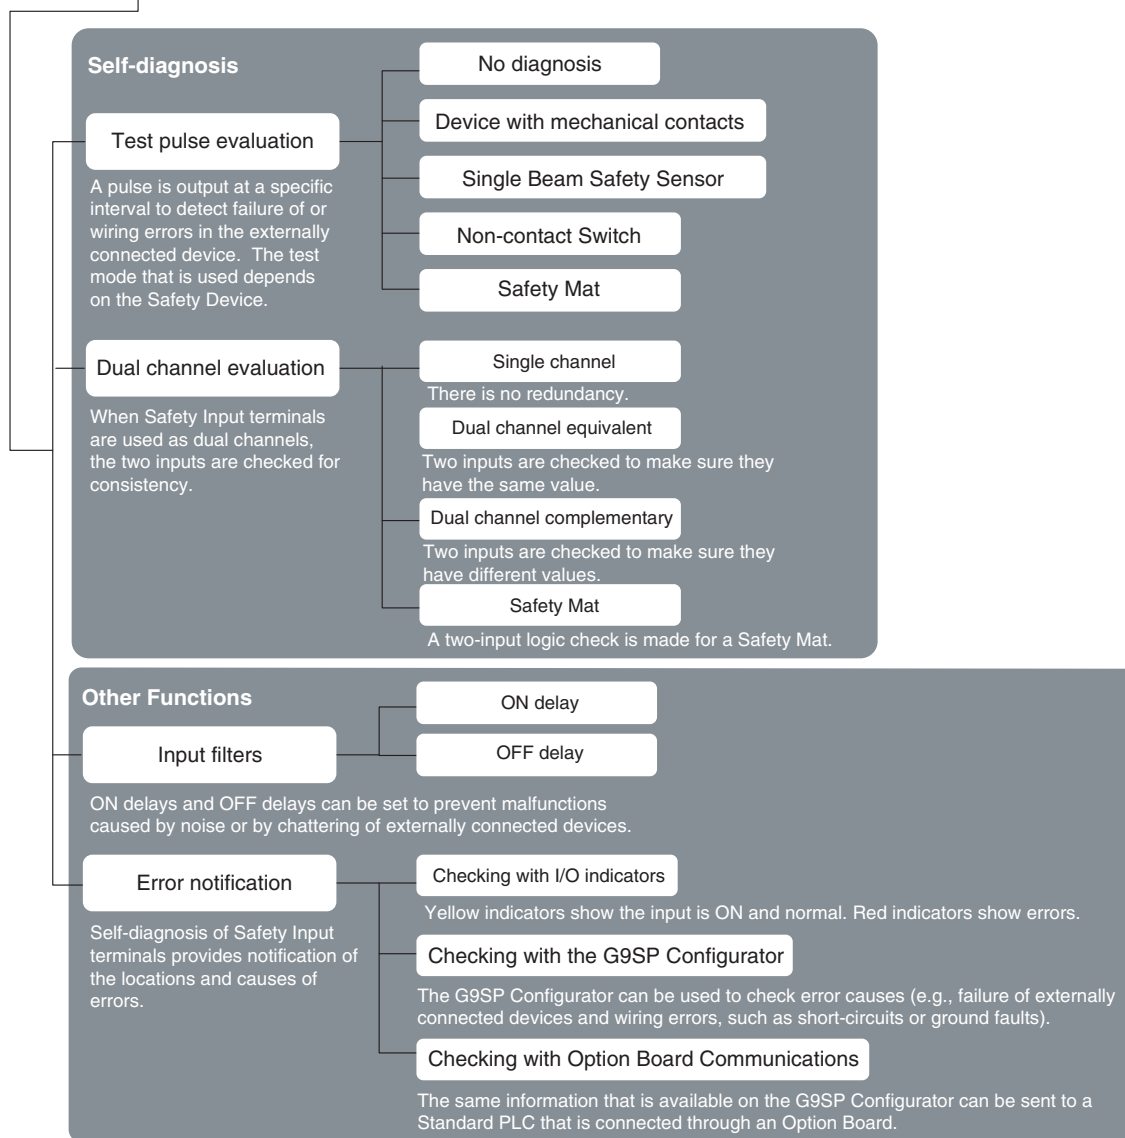 Self-diagnosis
No diagnosis
Device with mechanical contacts
Test pulse evaluation
Single Beam Safety Sensor
A pulse is output at a specific
interval to detect failure of or
wiring errors in the externally
connected device.  The test
mode that is used depends
on the Safety Device.
Non-contact Switch
Safety Mat
Dual channel evaluation
When Safety Input terminals
are used as dual channels,
the two inputs are checked for
consistency.
Single channel
There is no redundancy.
Dual channel equivalent
Two inputs are checked to make sure they
have the same value.
Dual channel complementary
Two inputs are checked to make sure they
have different values.
Safety Mat
A two-input logic check is made for a Safety Mat.
Other Functions
Input filters
ON delay
OFF delay
ON delays and OFF delays can be set to prevent malfunctions
caused by noise or by chattering of externally connected devices.
Error notification
Self-diagnosis of Safety Input
terminals provides notification of
the locations and causes of
errors.
Checking with I/O indicators
Yellow indicators show the input is ON and normal. Red indicators show errors.
Checking with the G9SP Configurator
The G9SP Configurator can be used to check error causes (e.g., failure of externally
connected devices and wiring errors, such as short-circuits or ground faults).
Checking with Option Board Communications
The same information that is available on the G9SP Configurator can be sent to a
Standard PLC that is connected through an Option Board.